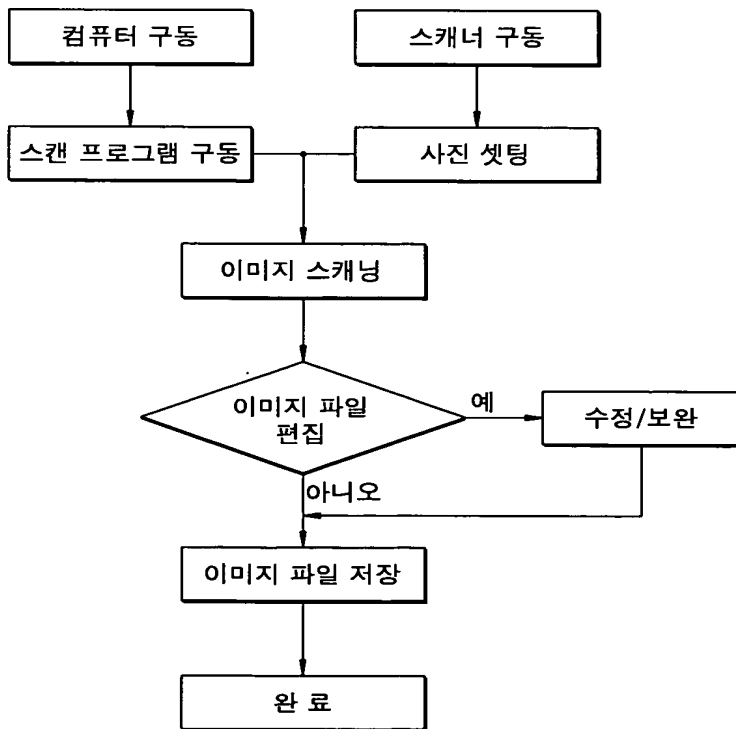 컴퓨터 구동
스캐너 구동
스캔 프로그램 구동
사진 셋팅
이미지 스캐닝
이미지 파일
편집
예
수정/보완
아니오
이미지 파일 저장
완 료